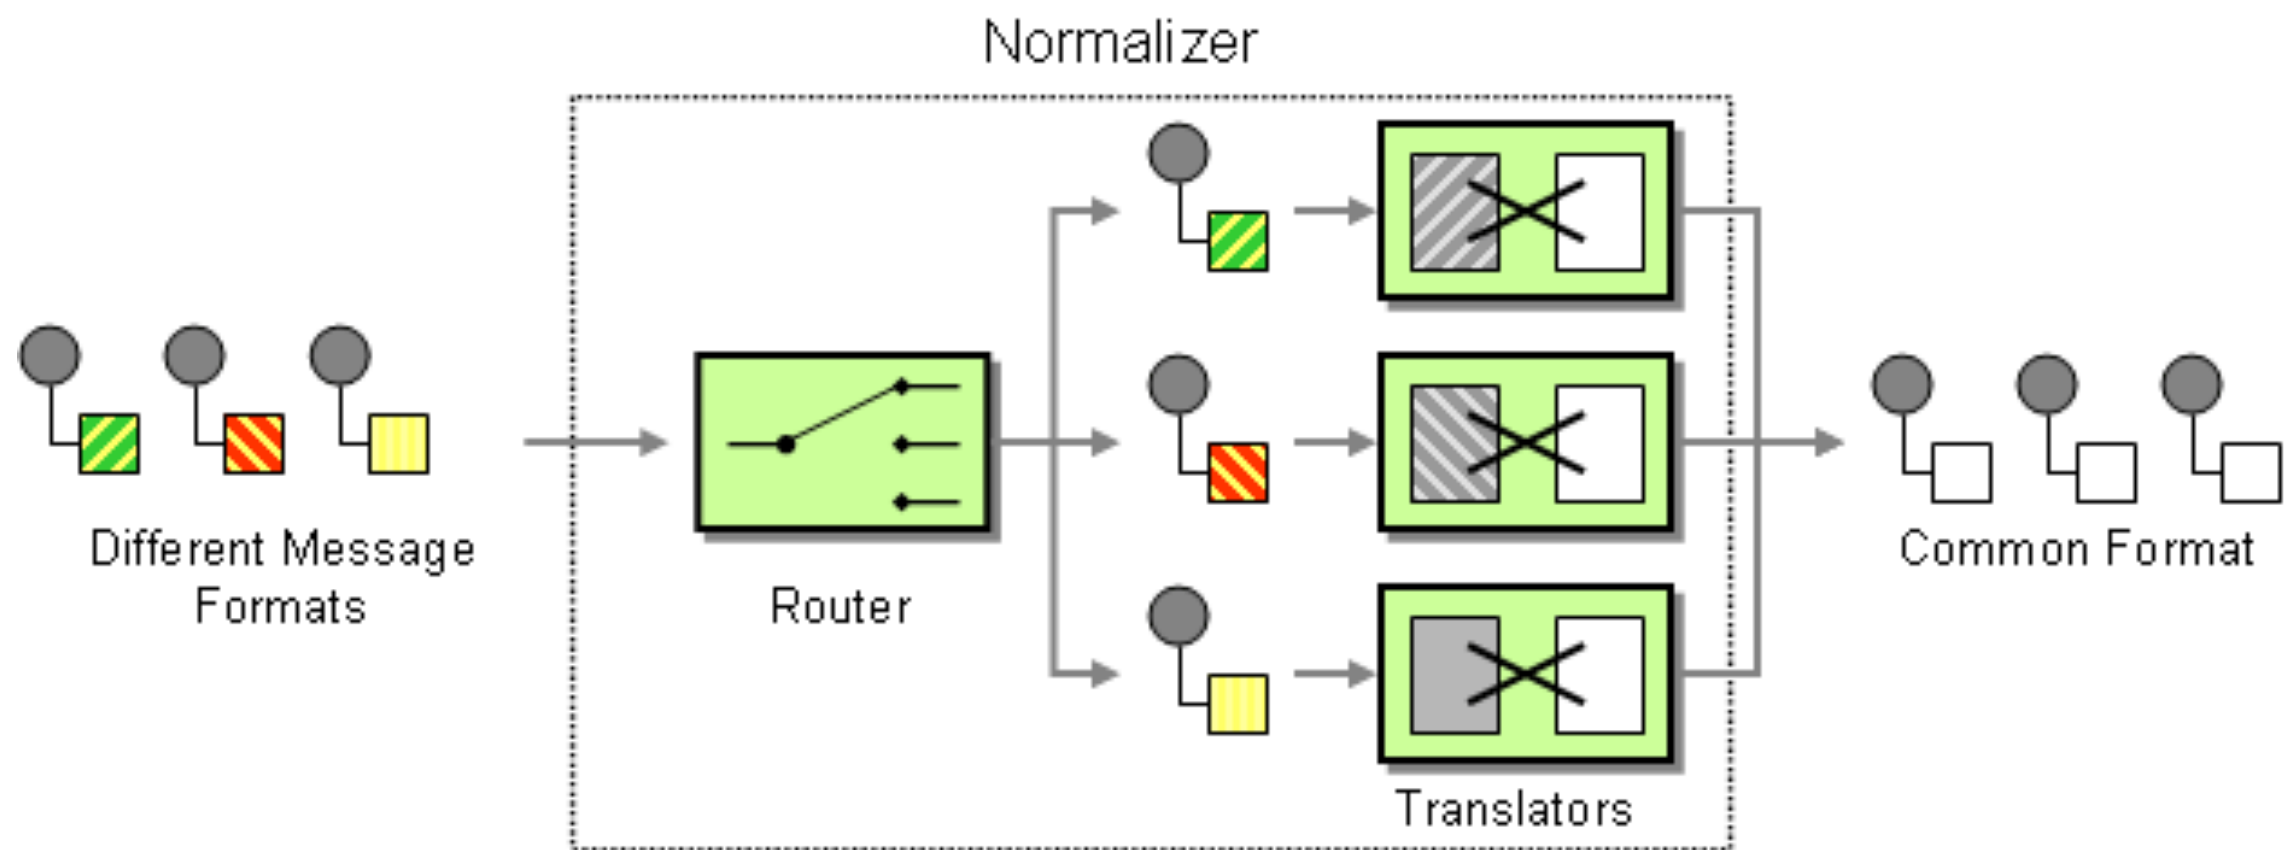 Normalizer
Different Message
Formats
Router
Translators
Common Format